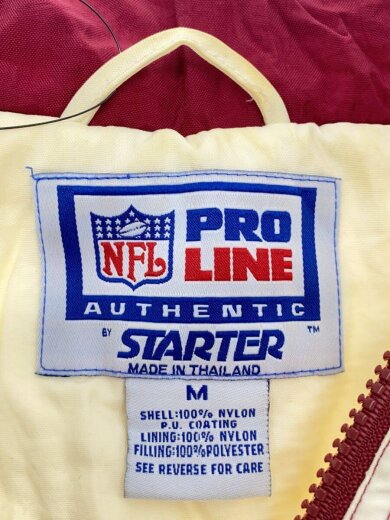 NFL
PRO
LINE
AUTHENTIC
BY STARTER TM
MADE IN THAILAND
M
SHELL:100% NYLON
P.U. COATING
LINING:100% NYLON
FILLING:100%POLYESTER
SEE REVERSE FOR CARE